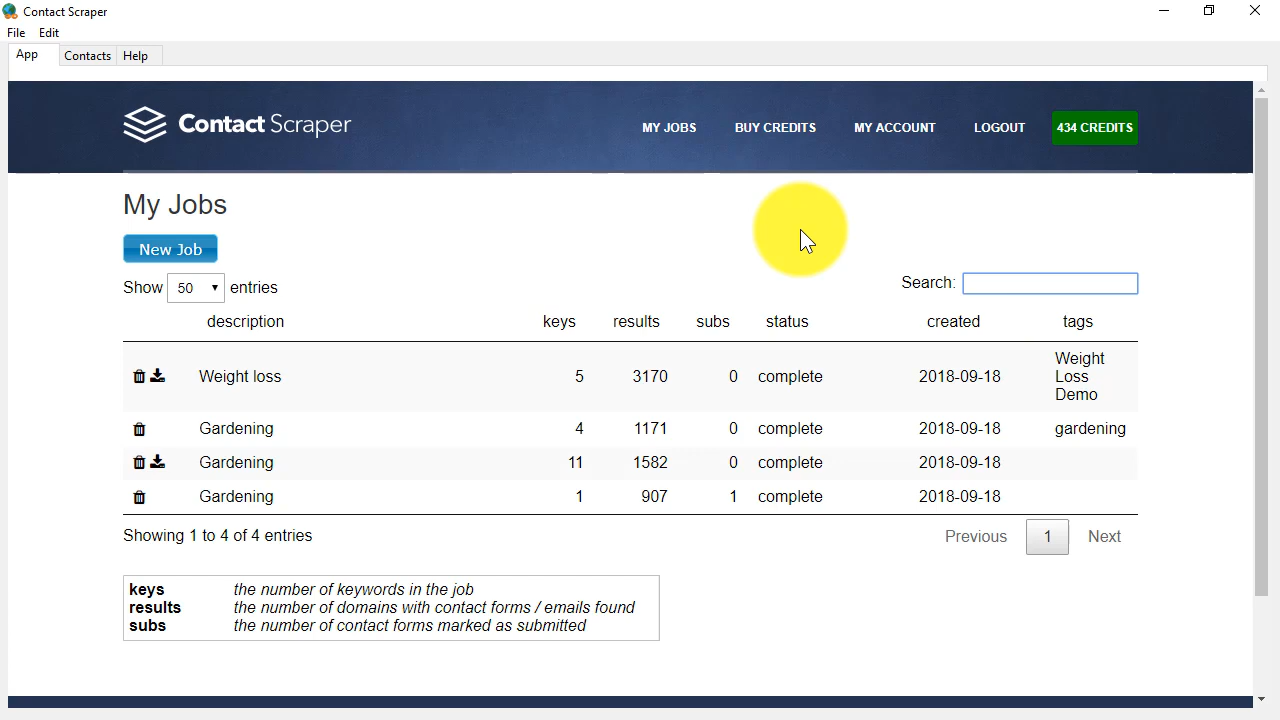 Contact Scraper
File Edit
App Contacts Help
Contact Scraper MY JOBS BUY CREDITS MY ACCOUNT LOGOUT 434 CREDITS
My Jobs
New Job
Show 50 entries Search:
description keys results subs status created tags
Weight loss 5 3170 0 complete 2018-09-18 Weight
Loss
Demo
Gardening 4 1171 0 complete 2018-09-18 gardening
Gardening 11 1582 0 complete 2018-09-18
Gardening 1 907 1 complete 2018-09-18
Showing 1 to 4 of 4 entries Previous 1 Next
keys the number of keywords in the job
results the number of domains with contact forms / emails found
subs the number of contact forms marked as submitted